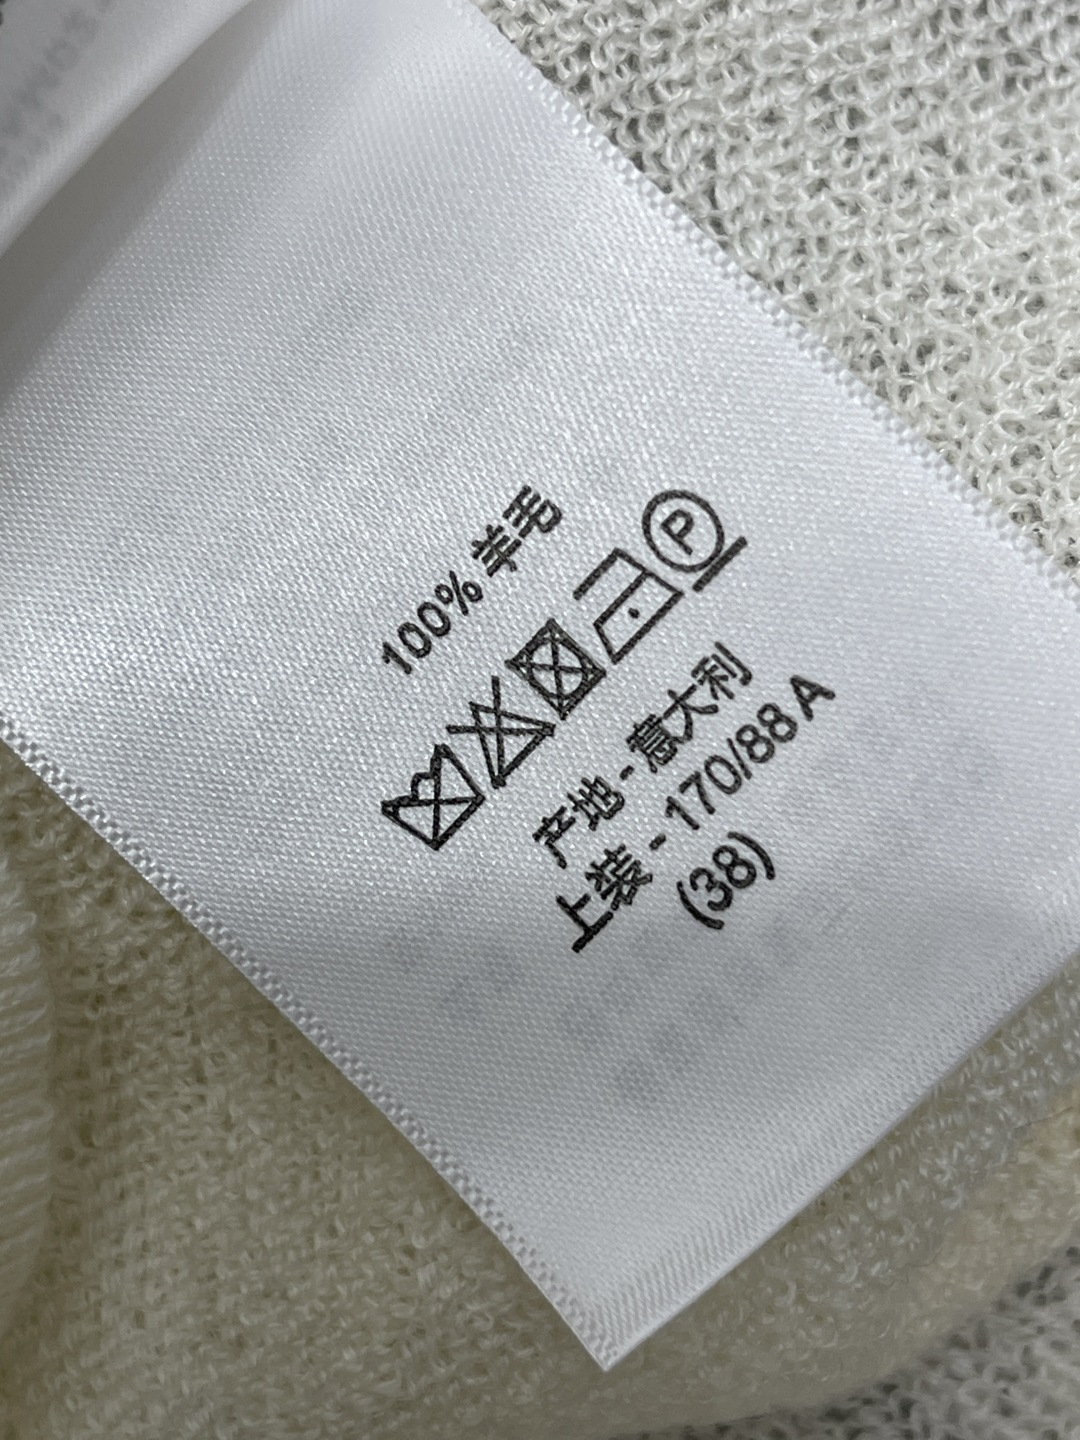 100% 羊毛
P
产地 - 意大利
上装 - 170/88 A
(38)